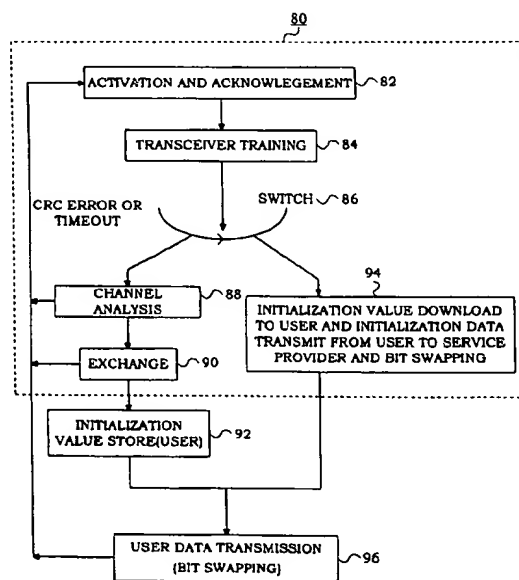 80
ACTIVATION AND ACKNOWLEGEMENT
82
TRANSCEIVER TRAINING
84
CRC ERROR OR
TIMEOUT
SWITCH
86
CHANNEL
ANALYSIS
88
94
INITIALIZATION VALUE DOWNLOAD
TO USER AND INITIALIZATION DATA
TRANSMIT FROM USER TO SERVICE
PROVIDER AND BIT SWAPPING
EXCHANGE
90
INITIALIZATION
VALUE STORE(USER)
92
USER DATA TRANSMISSION
(BIT SWAPPING)
96